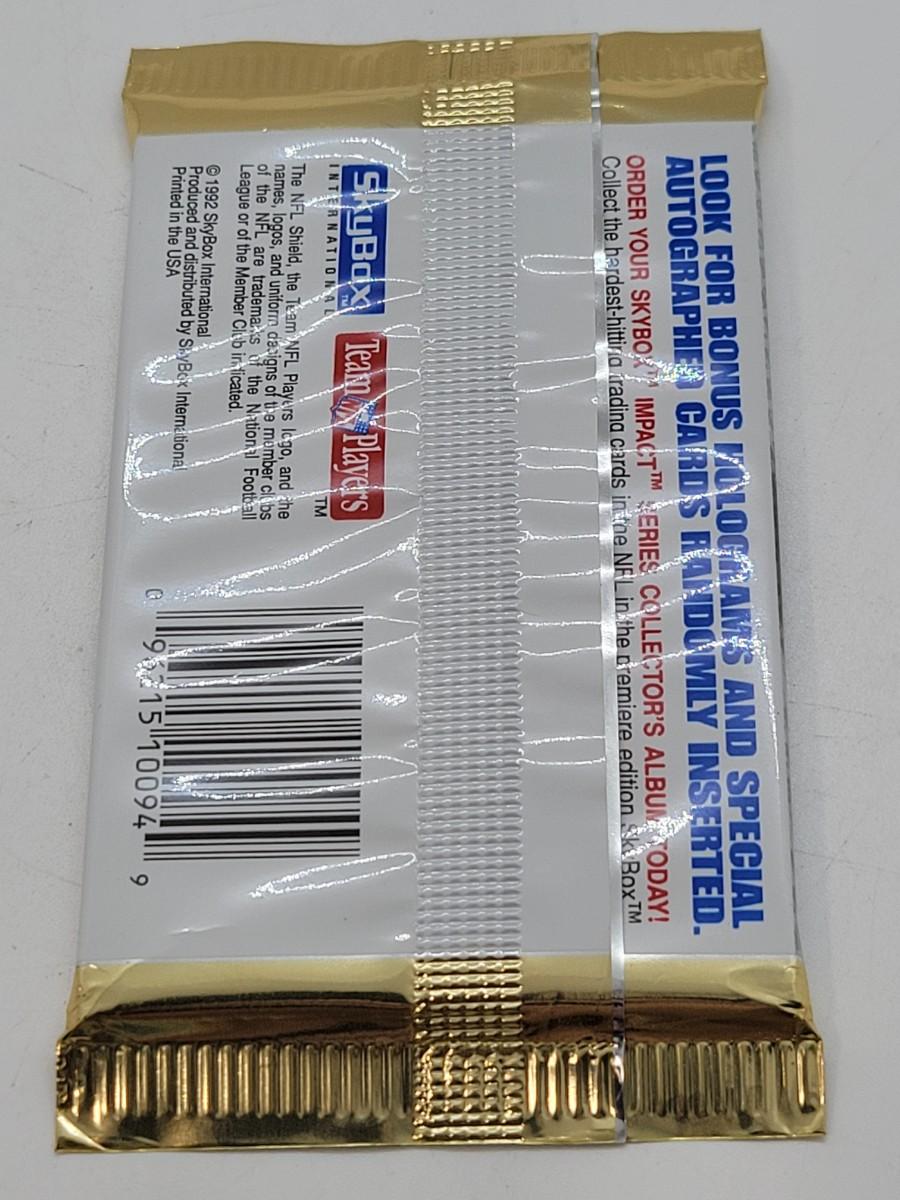 LOOK FOR BONUS HOLOGRAMS AND SPECIAL
AUTOGRAPHED CARDS RANDOMLY INSERTED.
ORDER YOUR SKYBOX™ IMPACT™ SERIES COLLECTOR'S ALBUM TODAY!
Collect the hardest-hitting trading cards in the NFL in the premiere edition SkyBox™
SkyBox™
INTERNATIONAL
Team NFL Players™
The NFL Shield, the Team NFL Players logo, and the
names, logos, and uniform designs of the member clubs
of the NFL are trademarks of the National Football
League or of the Member Club indicated.
© 1992 SkyBox International
Produced and distributed by SkyBox International
Printed in the USA
0 10094 9